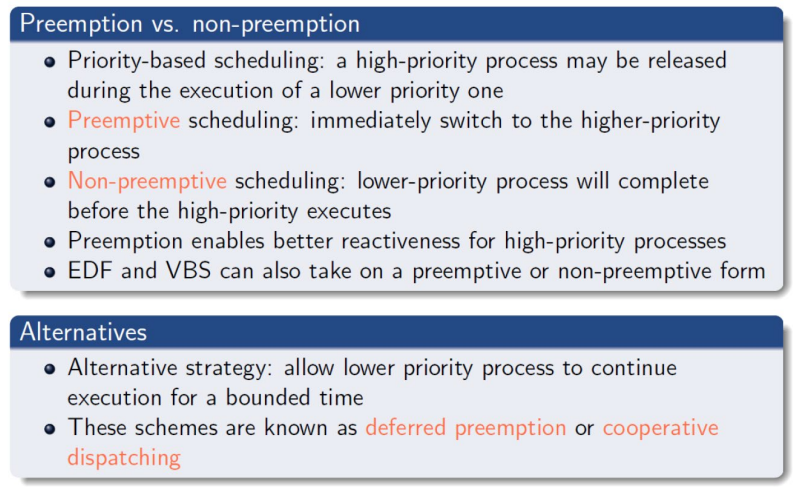 Preemption vs. non-preemption
Priority-based scheduling: a high-priority process may be released
during the execution of a lower priority one
Preemptive scheduling: immediately switch to the higher-priority
process
Non-preemptive scheduling: lower-priority process will complete
before the high-priority executes
Preemption enables better reactiveness for high-priority processes
EDF and VBS can also take on a preemptive or non-preemptive form
Alternatives
Alternative strategy: allow lower priority process to continue
execution for a bounded time
These schemes are known as deferred preemption or cooperative
dispatching